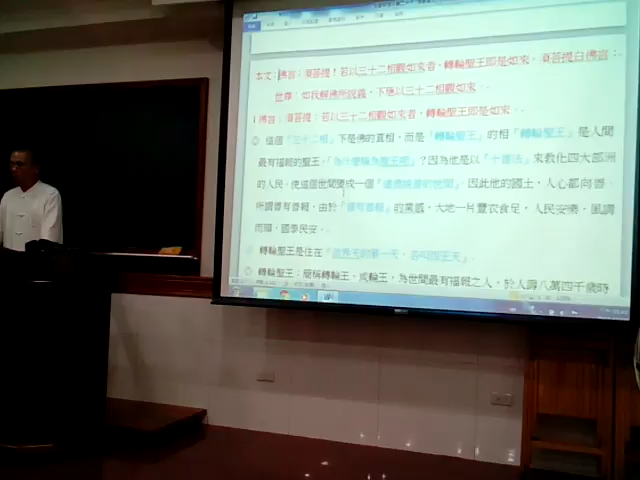 本文：佛言：須菩提！若以三十二相觀如來者，轉輪聖王即是如來。須菩提白佛言：
世尊！如我解佛所說義，不應以三十二相觀如來。
佛言：須菩提！若以三十二相觀如來者，轉輪聖王即是如來。
這個「三十二相」不是佛的真相，而是「轉輪聖王」的相「轉輪聖王」是人間
最有福報的聖王，「為什麼稱為聖王呢」？因為他是以「十善法」來教化四大部洲
的人民，使這個世間變成一個「」因此他的國土，人心都向善，
所謂善有善報，由於「善有善報」的業感，大地一片豐衣足食，人民安樂，風調
雨順，國泰民安。
轉輪聖王是住在「
轉輪聖王：簡稱轉輪王，或輪王，為世間最有福報之人，於人壽八萬四千歲時